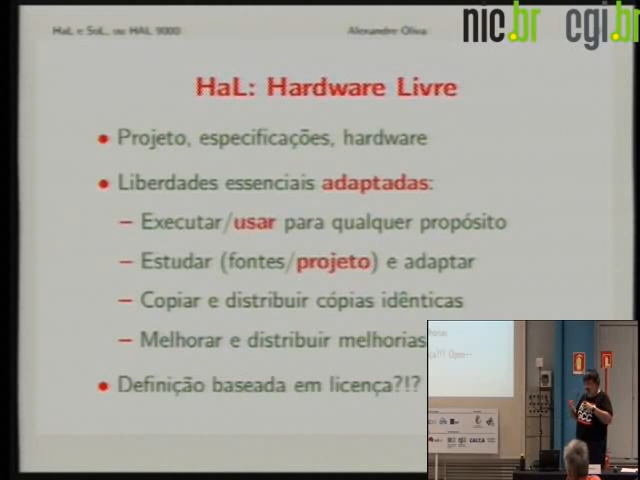 HaL e SoL, ou HAL 9000
Alexandre Oliva
nic.br cgi.br
HaL: Hardware Livre
• Projeto, especificações, hardware
• Liberdades essenciais adaptadas:
– Executar/usar para qualquer propósito
– Estudar (fontes/projeto) e adaptar
– Copiar e distribuir cópias idênticas
– Melhorar e distribuir melhorias
• Definição baseada em licença?!?